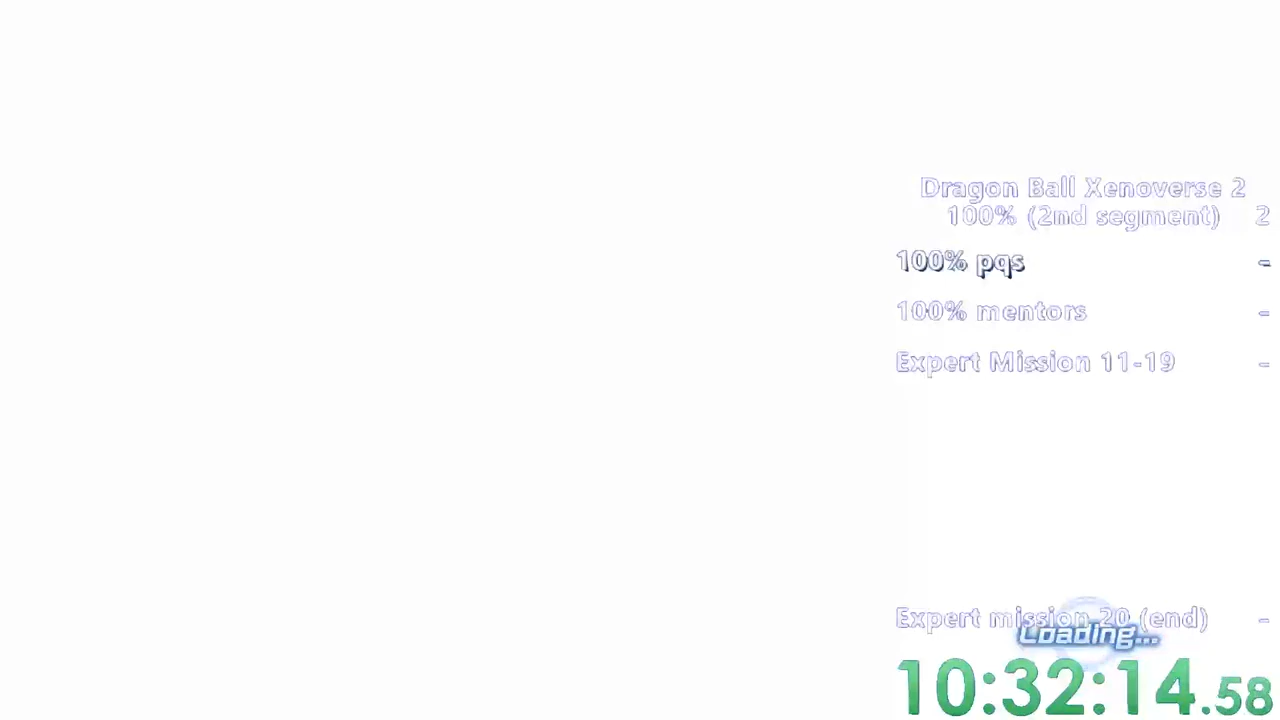 Dragon Ball Xenoverse 2
100% (2nd segment) 2
100% pqs -
100% mentors -
Expert Mission 11-19 -
Expert mission 20 (end) -
Loading...
10:32:14.58